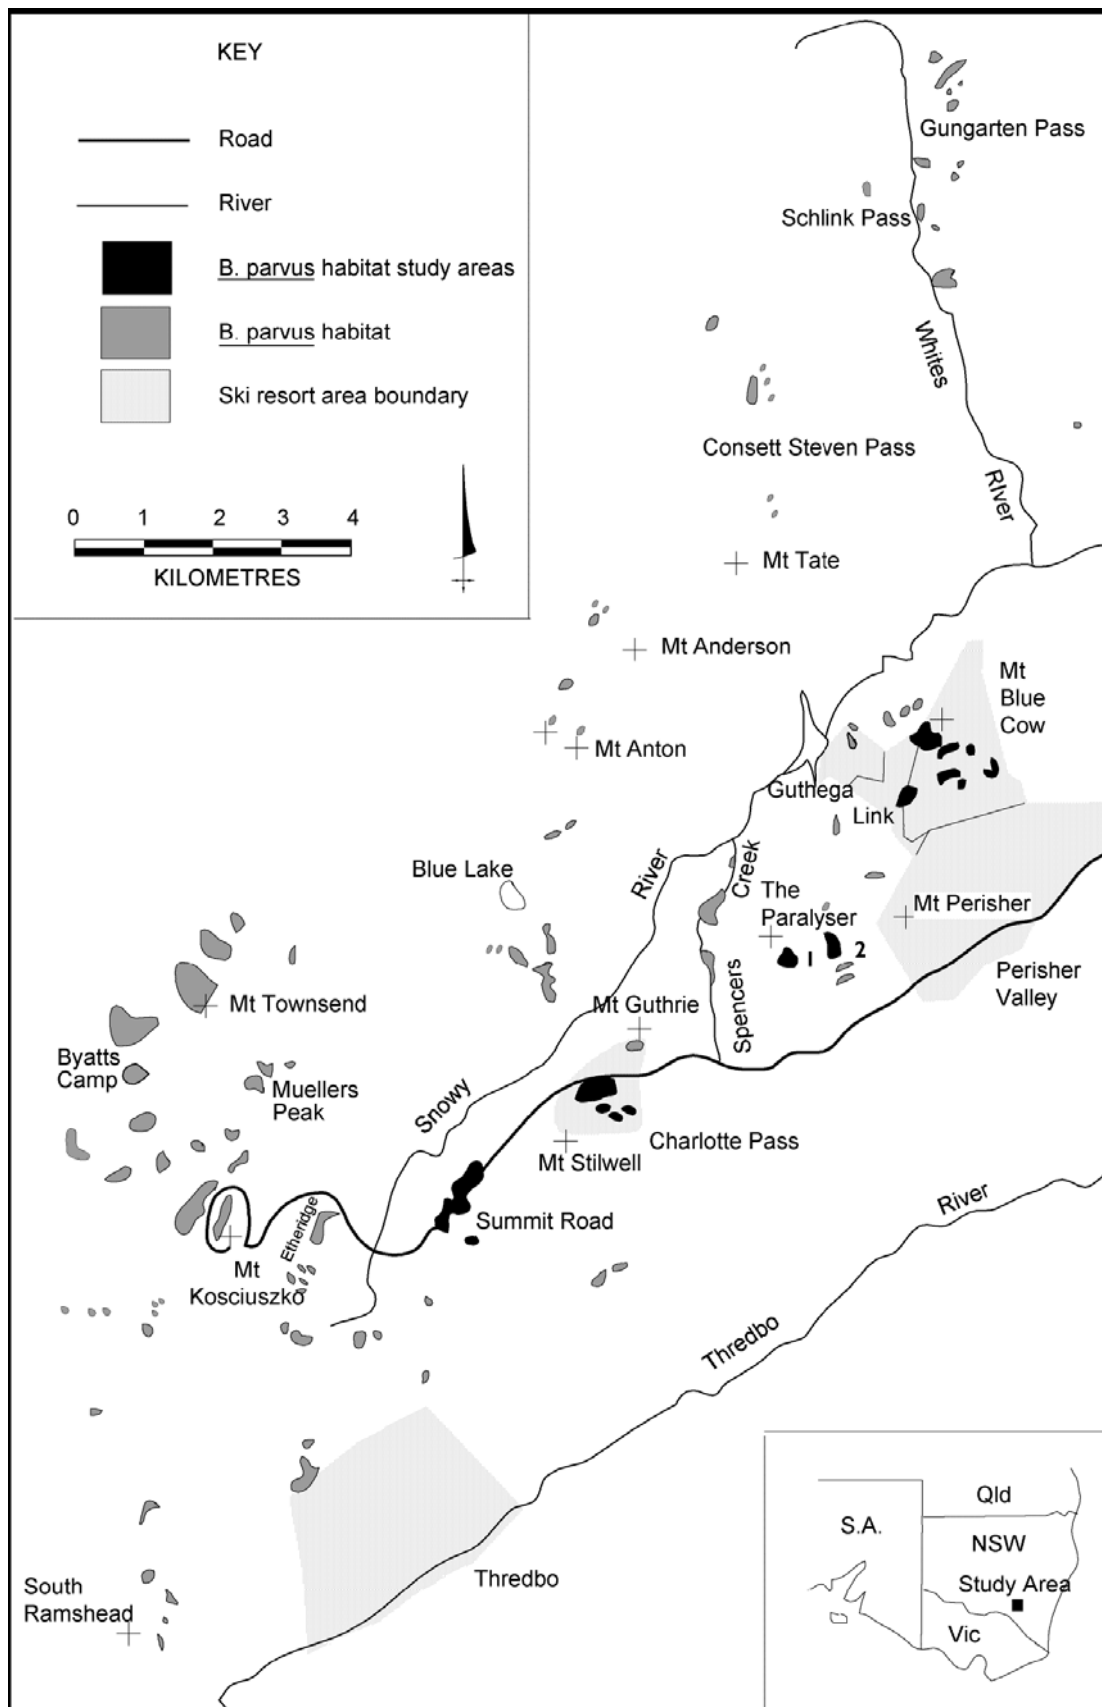 KEY
Road
River
B. parvus habitat study areas
B. parvus habitat
Ski resort area boundary
0 1 2 3 4
KILOMETRES
Gungarten Pass
Schlink Pass
Whites
RIver
Consett Steven Pass
Mt Tate
Mt Anderson
Mt Anton
Mt
Blue
Cow
Guthega
Link
Blue Lake
River
Creek
The
Paralyser
1
2
Mt Perisher
Perisher
Valley
Spencers
Mt Guthrie
Mt Townsend
Byatts
Camp
Muellers
Peak
Snowy
Charlotte Pass
Mt Stilwell
Summit Road
Etheridge
Mt
Kosciuszko
River
Thredbo
Thredbo
South
Ramshead
Qld
S.A.
NSW
Study Area
Vic